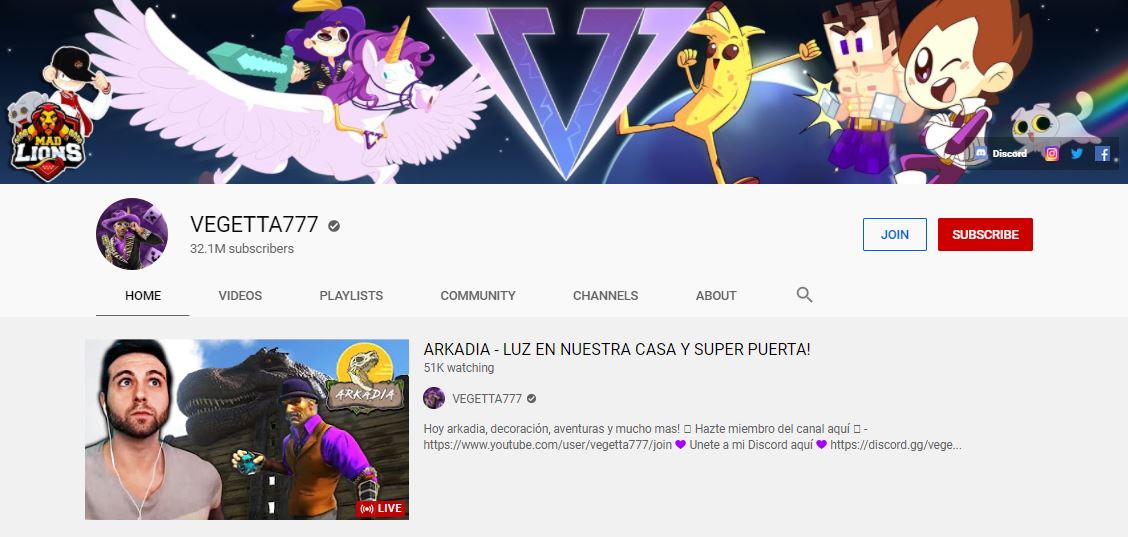 MAD
LIONS
Discord
VEGETTA777
32.1M subscribers
JOIN
SUBSCRIBE
HOME
VIDEOS
PLAYLISTS
COMMUNITY
CHANNELS
ABOUT
ARKADIA
LIVE
ARKADIA - LUZ EN NUESTRA CASA Y SUPER PUERTA!
51K watching
VEGETTA777
Hoy arkadia, decoración, aventuras y mucho mas! ▯ Hazte miembro del canal aquí ▯ -
https://www.youtube.com/user/vegetta777/join 💜 Unete a mi Discord aquí 💜 https://discord.gg/vege...